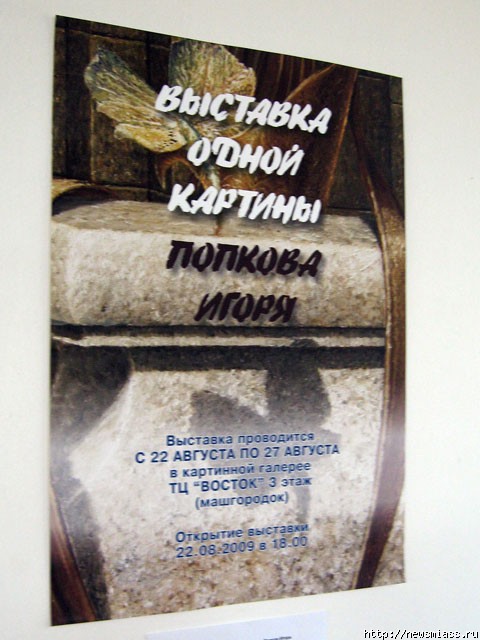 ВЫСТАВКА
ОДНОЙ
КАРТИНЫ
ПОПКОВА
ИГОРЯ
Выставка проводится
С 22 АВГУСТА ПО 27 АВГУСТА
в картинной галерее
ТЦ "ВОСТОК" 3 этаж
(машгородок)
Открытие выставки
22.08.2009 в 18.00
http://newsmiass.ru